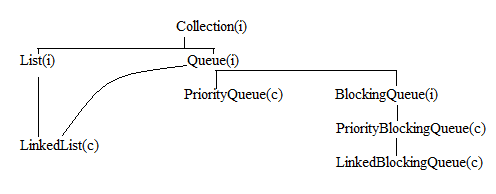 Collection(i)
List(i)
Queue(i)
PriorityQueue(c)
BlockingQueue(i)
PriorityBlockingQueue(c)
LinkedList(c)
LinkedBlockingQueue(c)